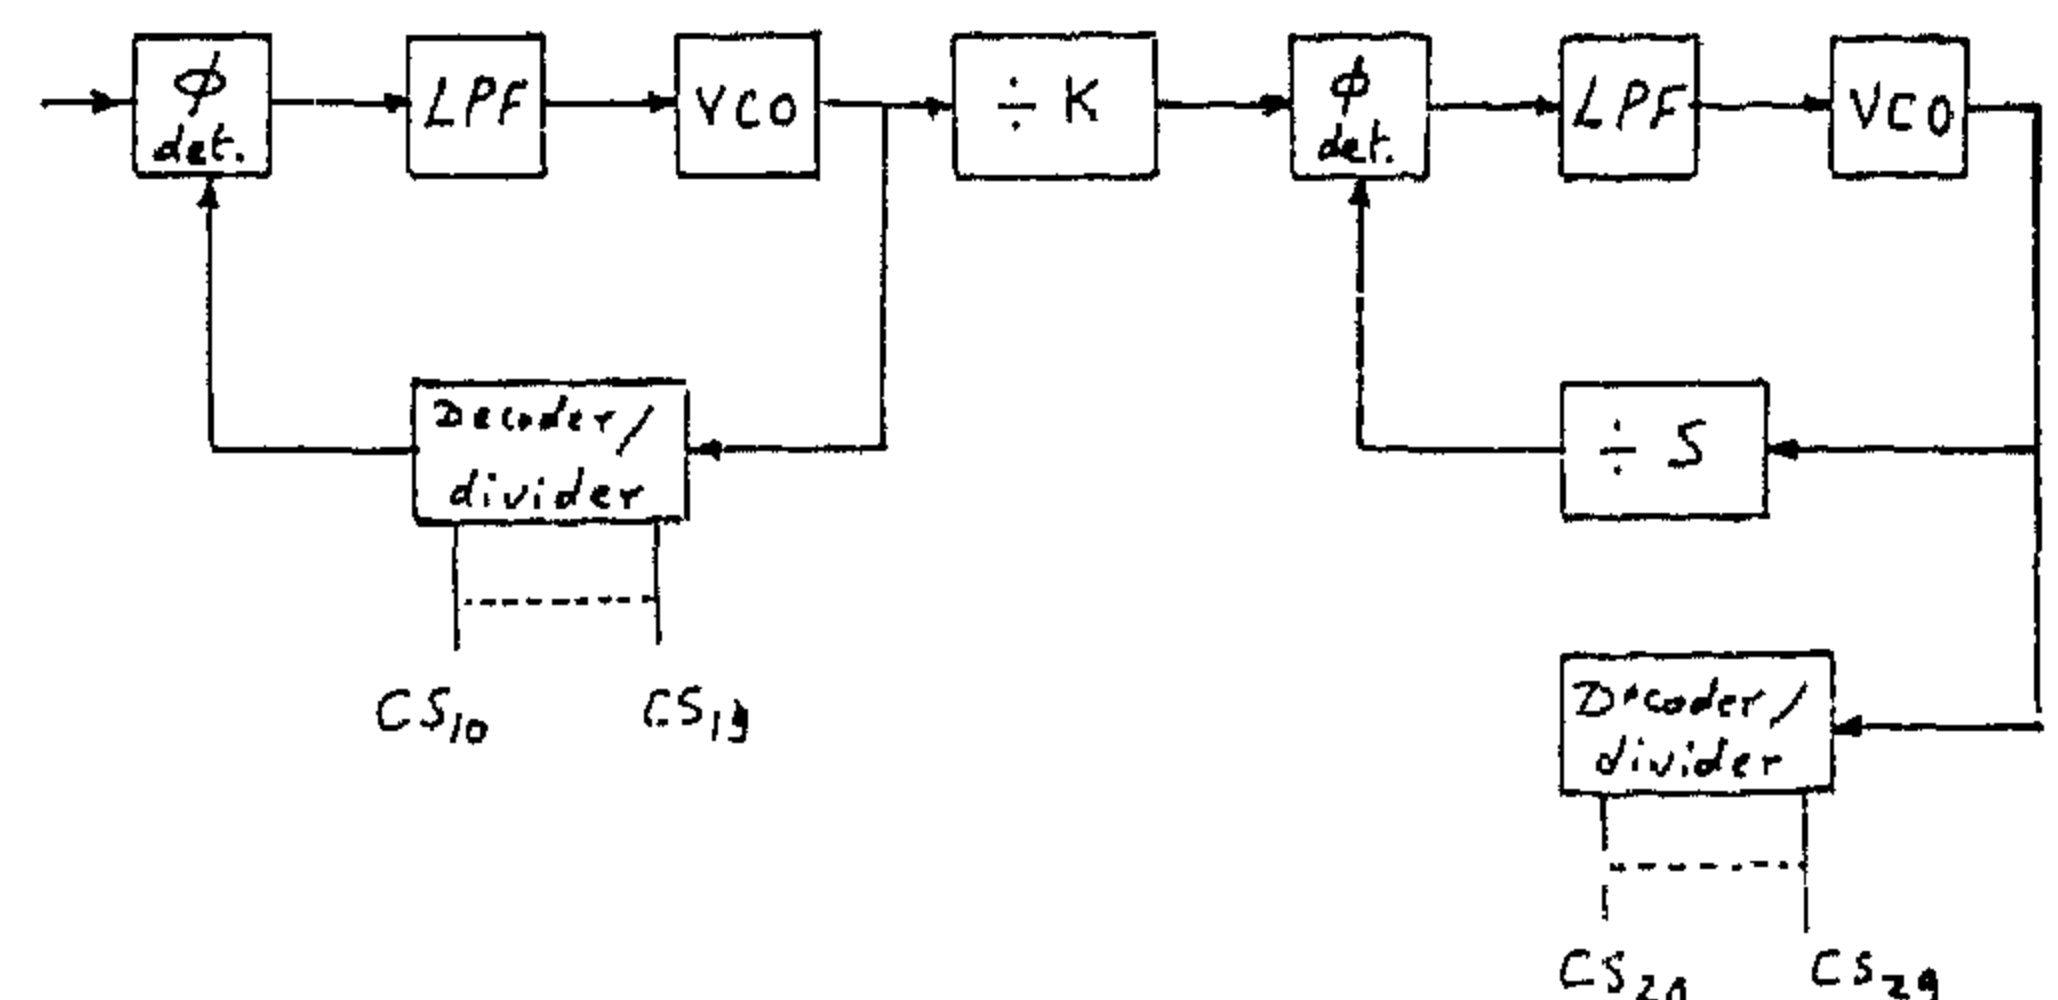 ϕ
det.
LPF
VCO
÷ K
ϕ
det.
LPF
VCO
Decoder/
divider
÷ S
CS10
CS19
Decoder/
divider
CS20
CS29